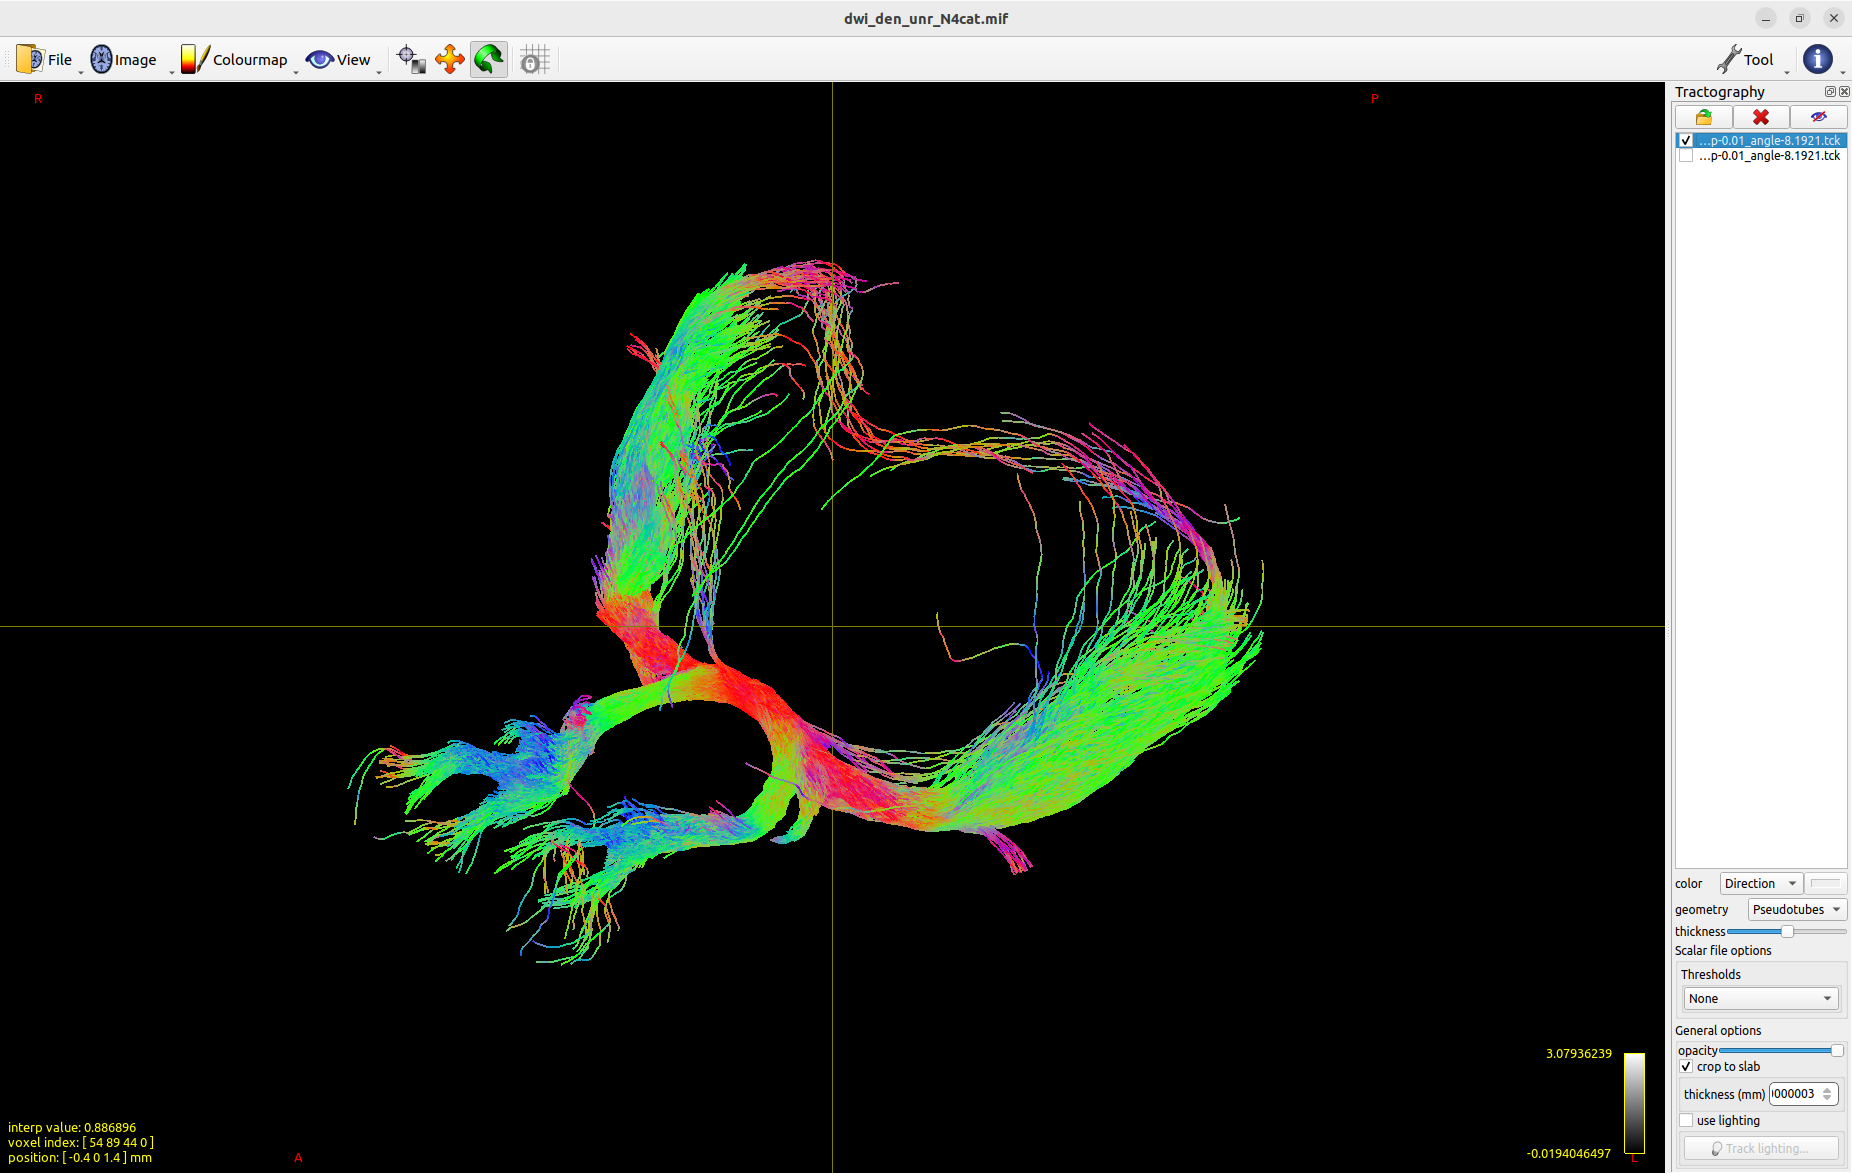 dwi_den_unr_N4cat.mif
File
Image
Colourmap
View
Tool
R
P
Tractography
...p-0.01_angle-8.1921.tck
...p-0.01_angle-8.1921.tck
color Direction
geometry Pseudotubes
thickness
Scalar file options
Thresholds
None
General options
opacity
crop to slab
thickness (mm) 000003
use lighting
Track lighting...
3.07936239
-0.0194046497
L
interp value: 0.886896
voxel index: [ 54 89 44 0 ]
position: [ -0.4 0 1.4 ] mm
A